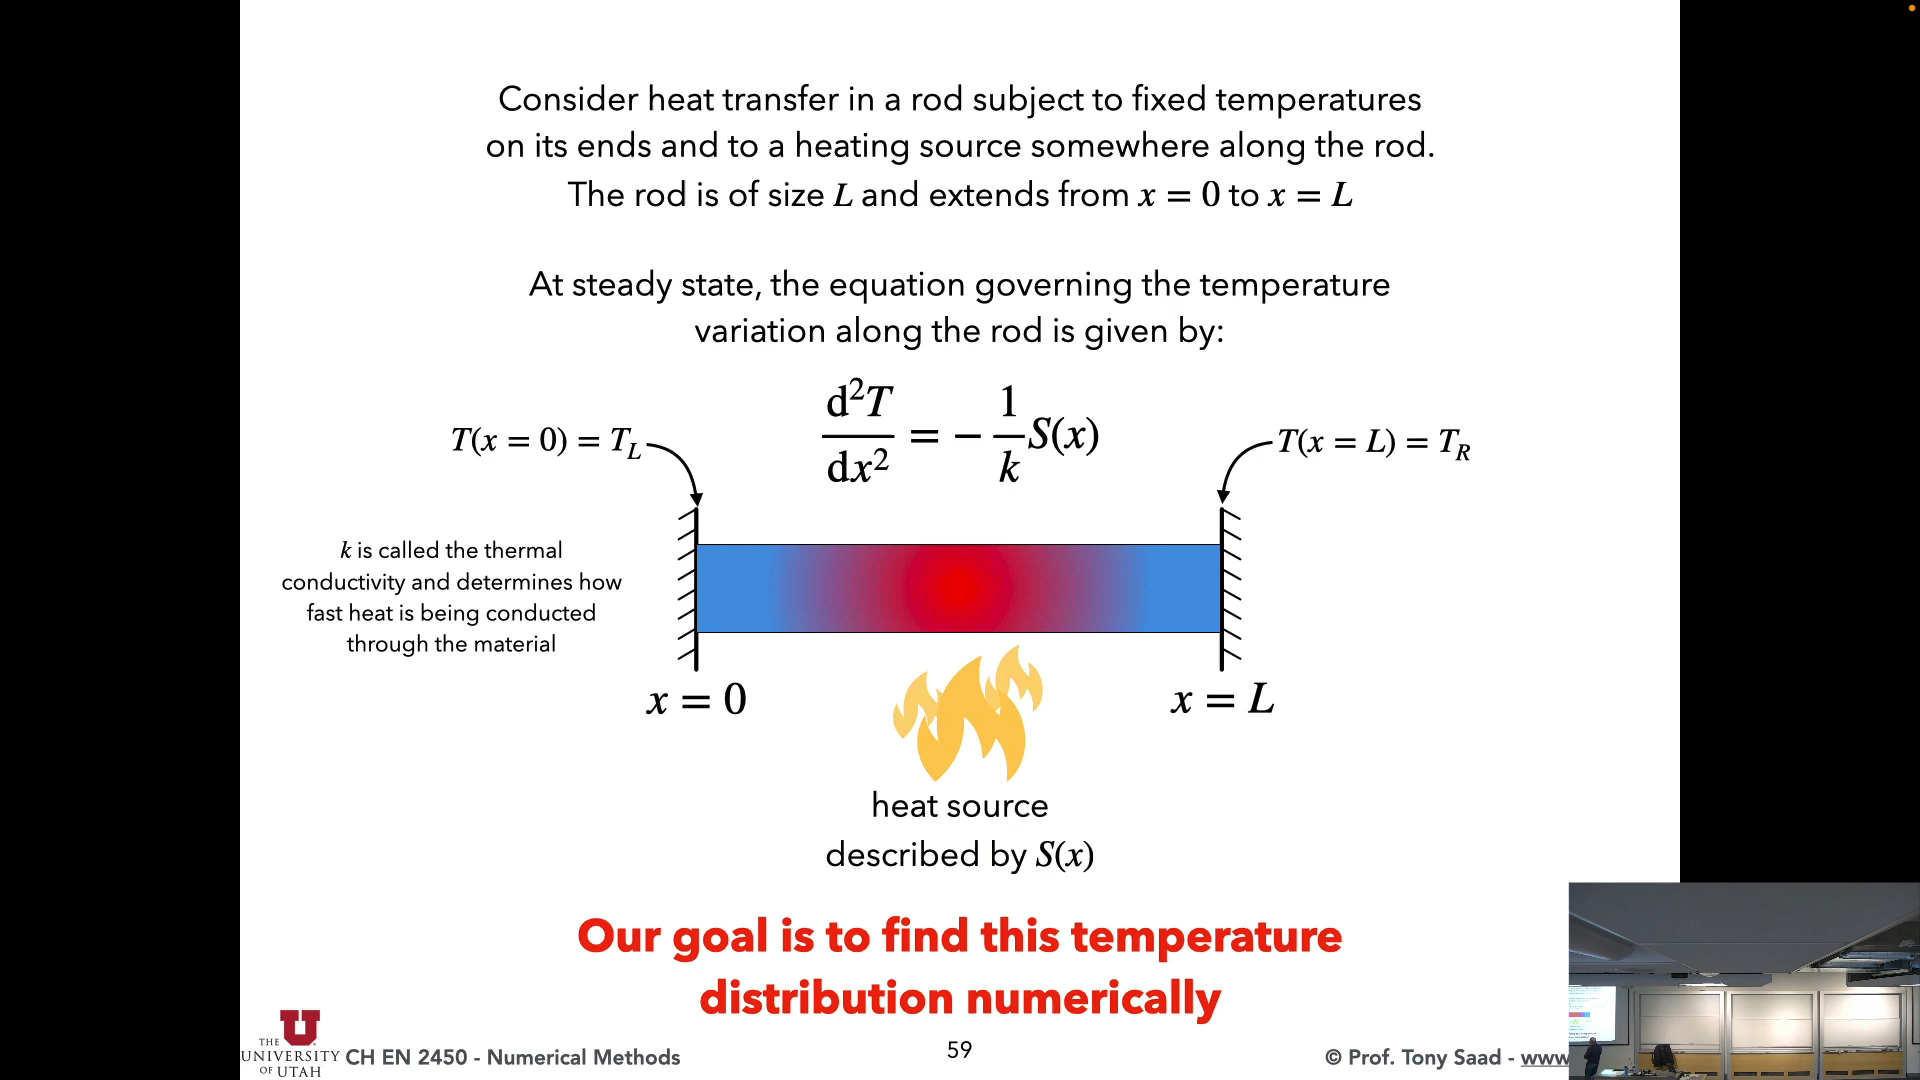 Consider heat transfer in a rod subject to fixed temperatures
on its ends and to a heating source somewhere along the rod.
The rod is of size L and extends from x = 0 to x = L
At steady state, the equation governing the temperature
variation along the rod is given by:
d²T/dx² = − 1/k S(x)
T(x = 0) = T_L
T(x = L) = T_R
k is called the thermal
conductivity and determines how
fast heat is being conducted
through the material
x = 0
x = L
heat source
described by S(x)
Our goal is to find this temperature
distribution numerically
THE
UNIVERSITY
OF UTAH
CH EN 2450 - Numerical Methods
59
© Prof. Tony Saad - www